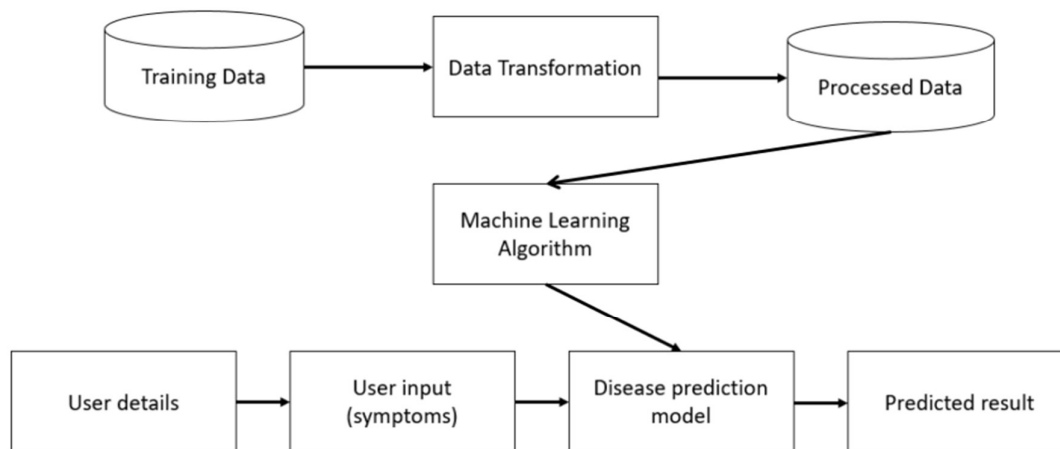 Training Data
Data Transformation
Processed Data
Machine Learning
Algorithm
User details
User input
(symptoms)
Disease prediction
model
Predicted result